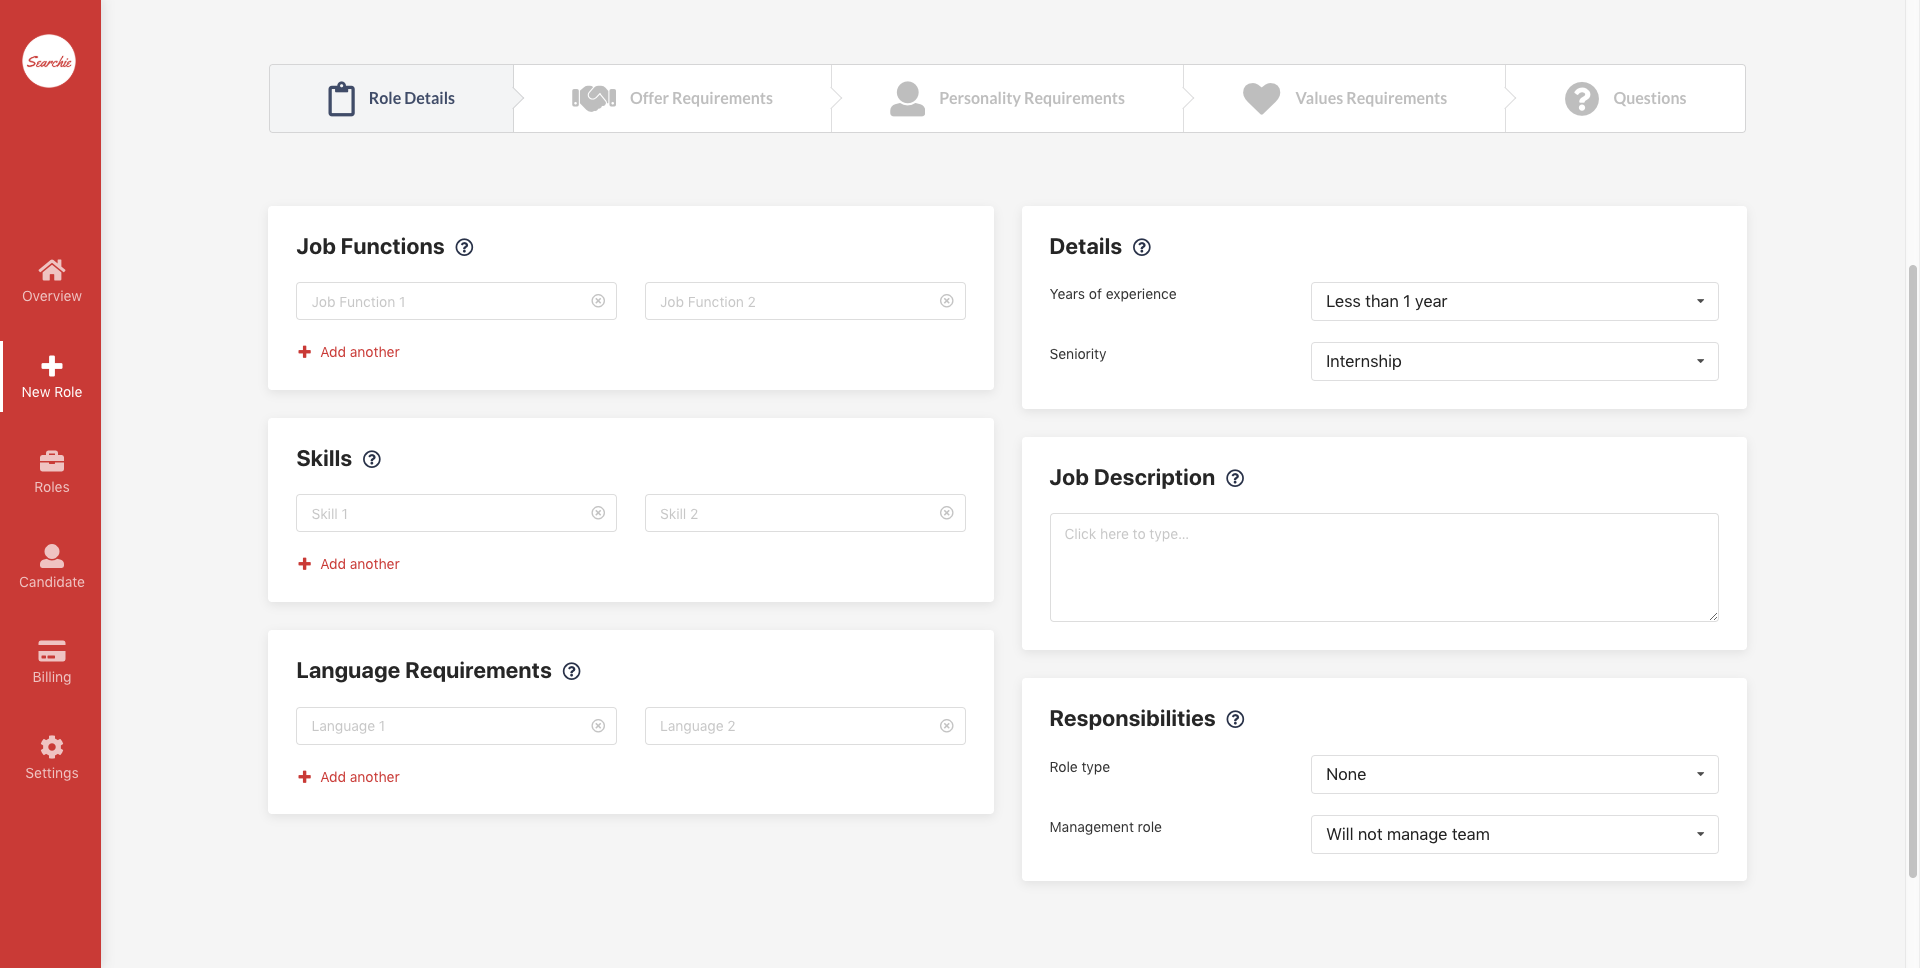 Searchie
Overview
New Role
Roles
Candidate
Billing
Settings
Role Details
Offer Requirements
Personality Requirements
Values Requirements
Questions
Job Functions
Job Function 1
Job Function 2
Add another
Skills
Skill 1
Skill 2
Add another
Language Requirements
Language 1
Language 2
Add another
Details
Years of experience
Less than 1 year
Seniority
Internship
Job Description
Click here to type...
Responsibilities
Role type
None
Management role
Will not manage team